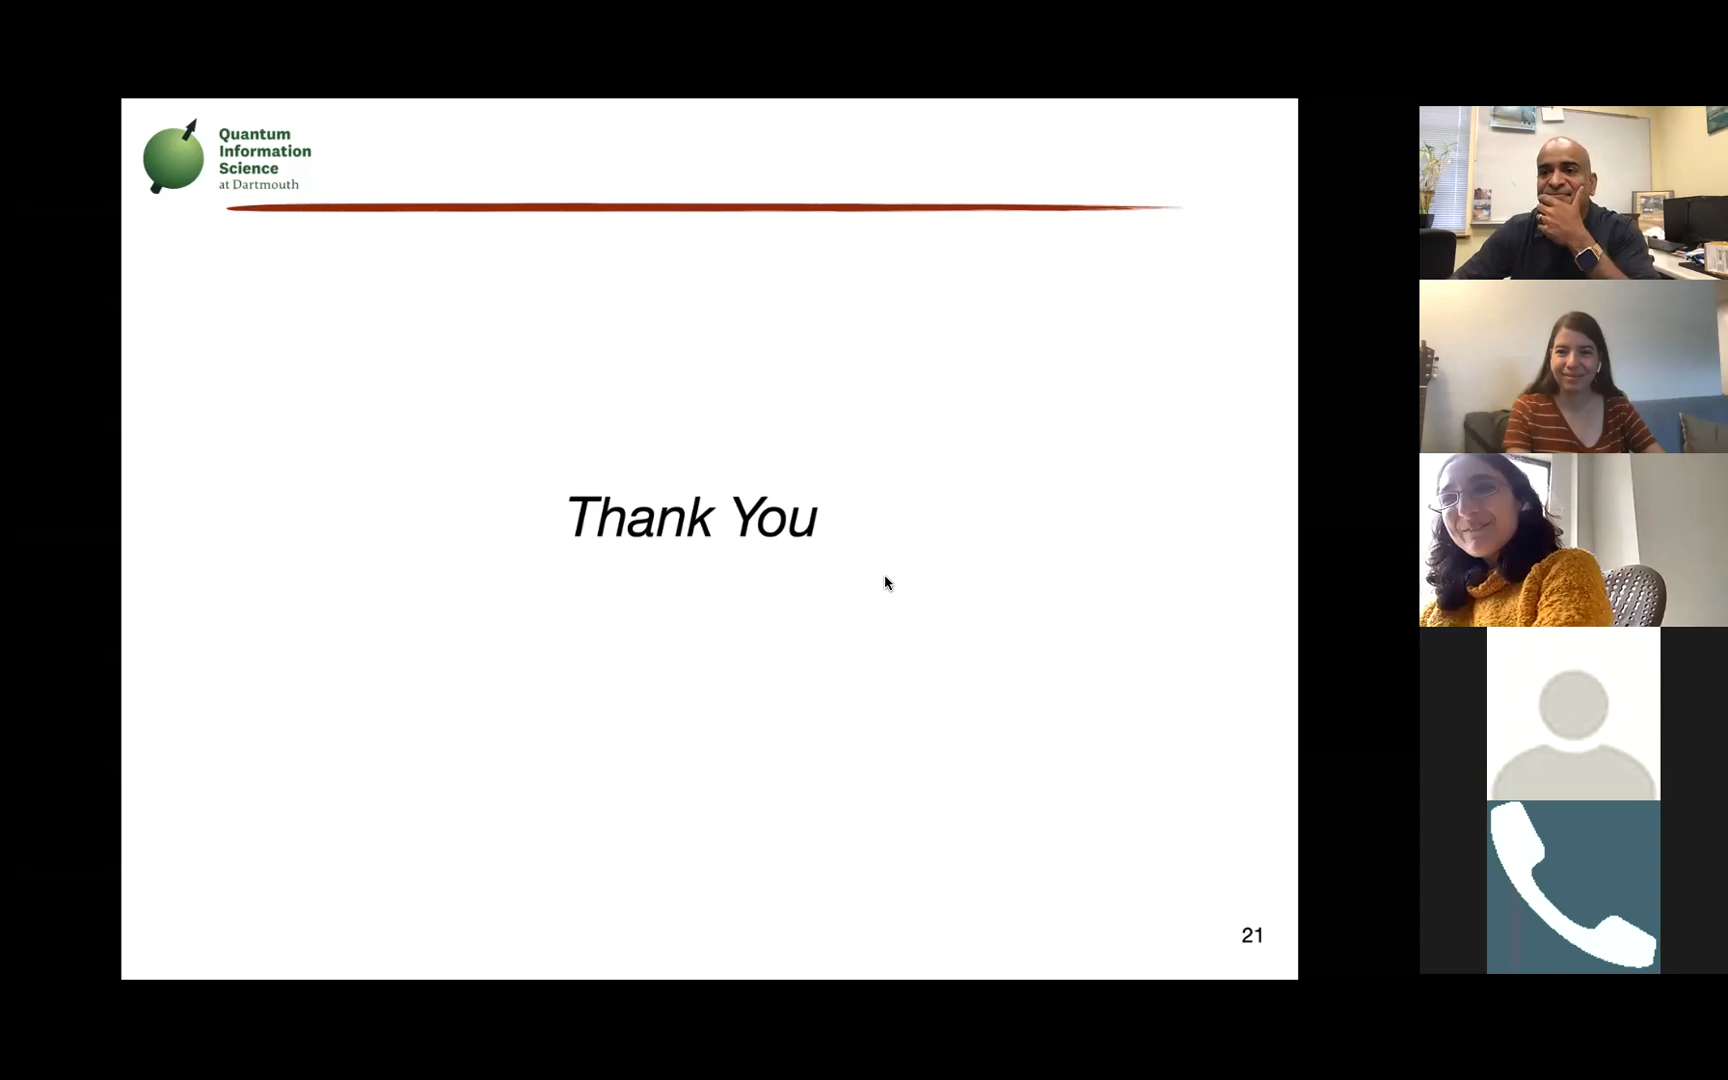 Quantum
Information
Science
at Dartmouth
Thank You
21